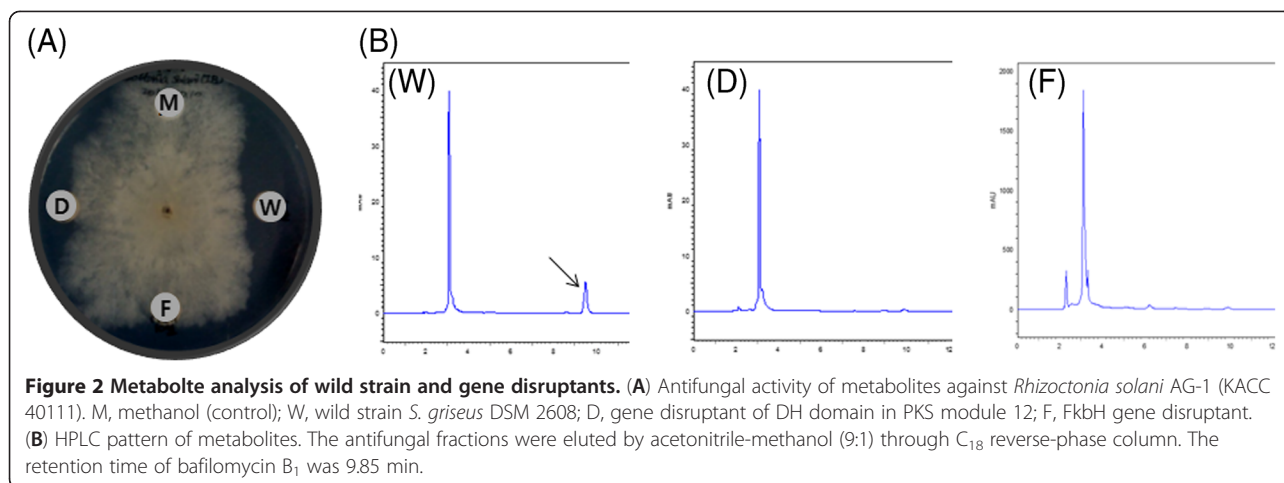 (A)
M
D
W
F
(B)
(W)
40
30
20
10
0
0 2 4 6 8 10
(D)
40
30
20
10
0
0 2 4 6 8 10 12
(F)
2000
1500
1000
500
0
0 2 4 6 8 10 12
Figure 2 Metabolte analysis of wild strain and gene disruptants. (A) Antifungal activity of metabolites against Rhizoctonia solani AG-1 (KACC
40111). M, methanol (control); W, wild strain S. griseus DSM 2608; D, gene disruptant of DH domain in PKS module 12; F, FkbH gene disruptant.
(B) HPLC pattern of metabolites. The antifungal fractions were eluted by acetonitrile-methanol (9:1) through C₁₈ reverse-phase column. The
retention time of bafilomycin B₁ was 9.85 min.